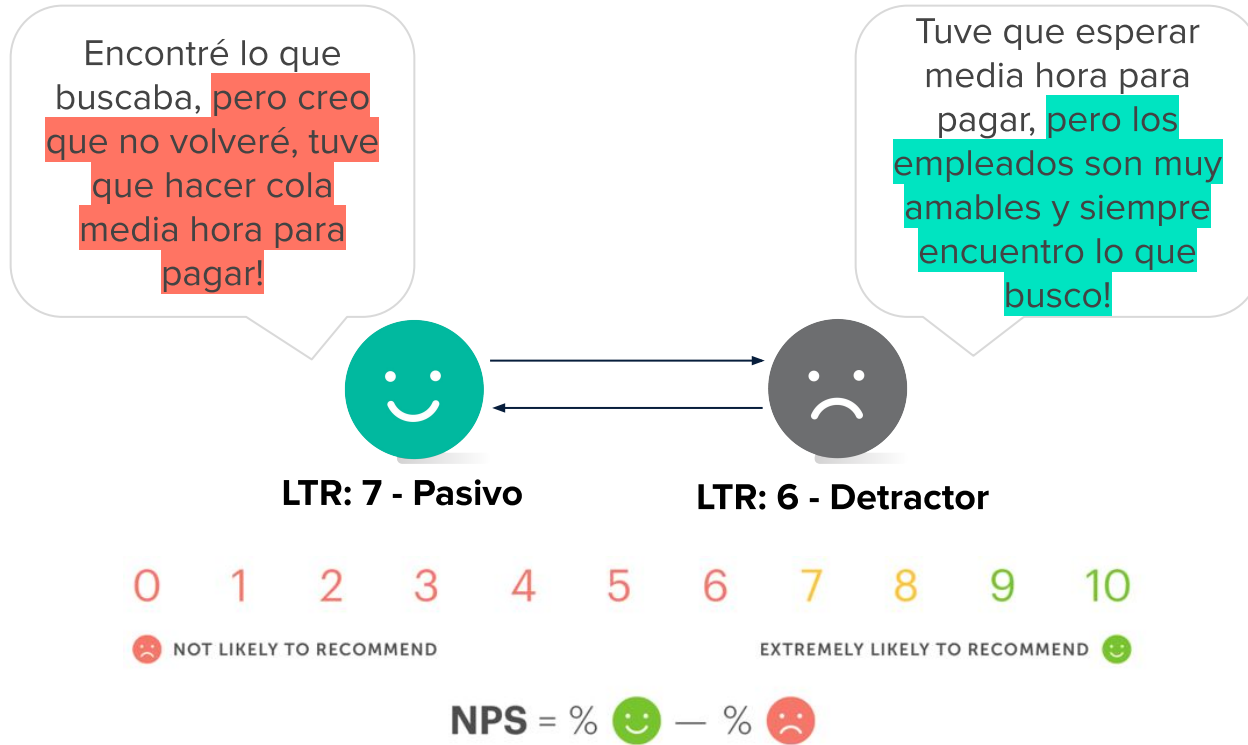 Encontré lo que
buscaba, pero creo
que no volveré, tuve
que hacer cola
media hora para
pagar!
Tuve que esperar
media hora para
pagar, pero los
empleados son muy
amables y siempre
encuentro lo que
busco!
LTR: 7 - Pasivo
LTR: 6 - Detractor
0 1 2 3 4 5 6 7 8 9 10
NOT LIKELY TO RECOMMEND
EXTREMELY LIKELY TO RECOMMEND
NPS = % — %